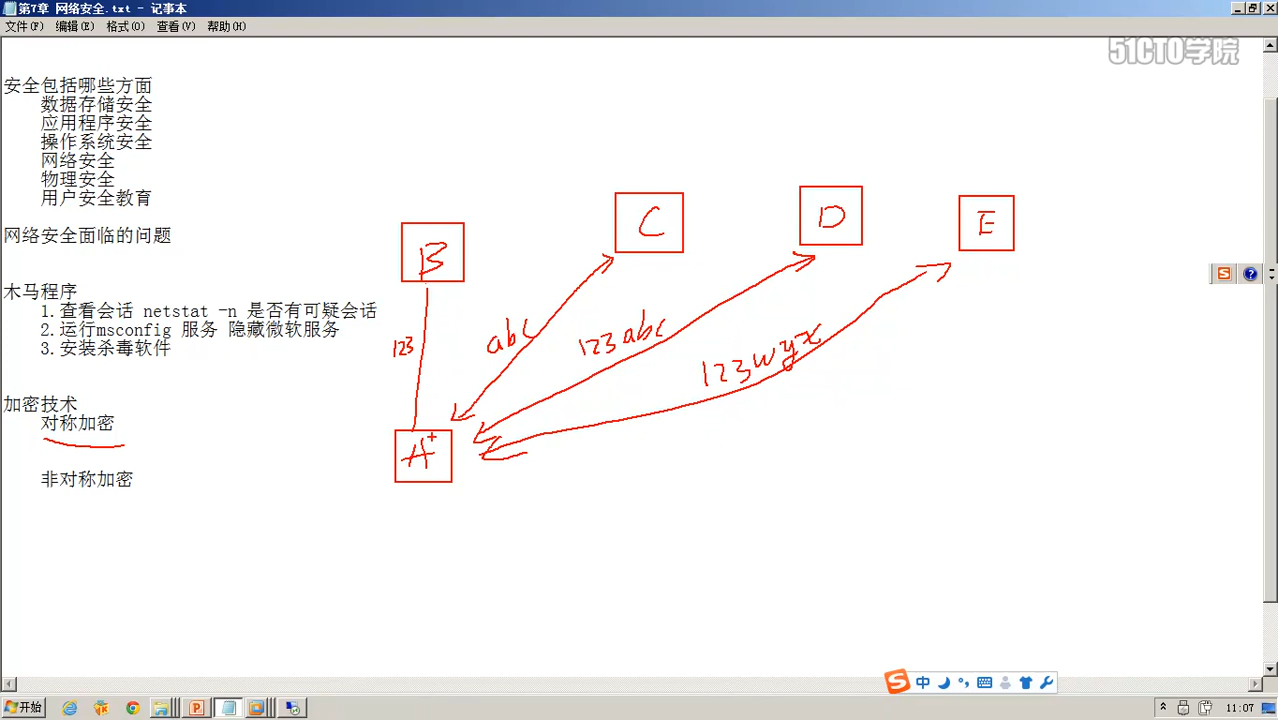 第7章 网络安全.txt - 记事本
文件(F) 编辑(E) 格式(O) 查看(V) 帮助(H)
51CTO学院
安全包括哪些方面
数据存储安全
应用程序安全
操作系统安全
网络安全
物理安全
用户安全教育
网络安全面临的问题
木马程序
1.查看会话 netstat -n 是否有可疑会话
2.运行msconfig 服务 隐藏微软服务
3.安装杀毒软件
加密技术
对称加密
非对称加密
B
C
D
E
123
abc
123abc
123wyx
A
中
开始
11:07